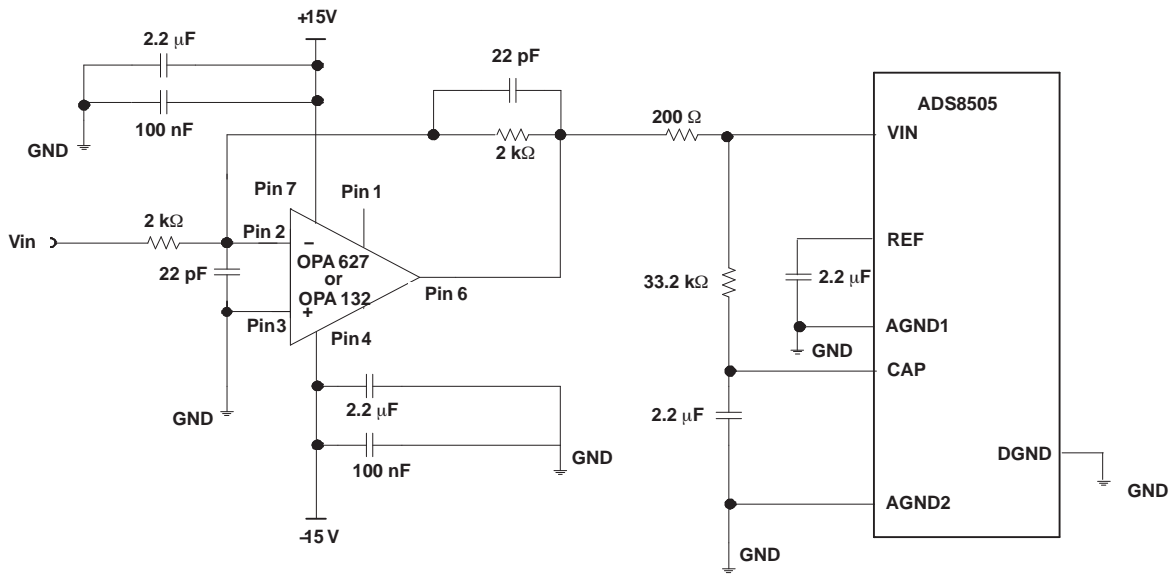 +15V
2.2 µF
22 pF
ADS8505
100 nF
200 Ω
VIN
GND
2 kΩ
Pin 7
Pin 1
2 kΩ
Vin
Pin 2
–
REF
OPA 627
or
OPA 132
22 pF
33.2 kΩ
2.2 µF
Pin 6
Pin3
+
Pin4
AGND1
GND
CAP
GND
2.2 µF
2.2 µF
DGND
GND
100 nF
GND
AGND2
–15 V
GND